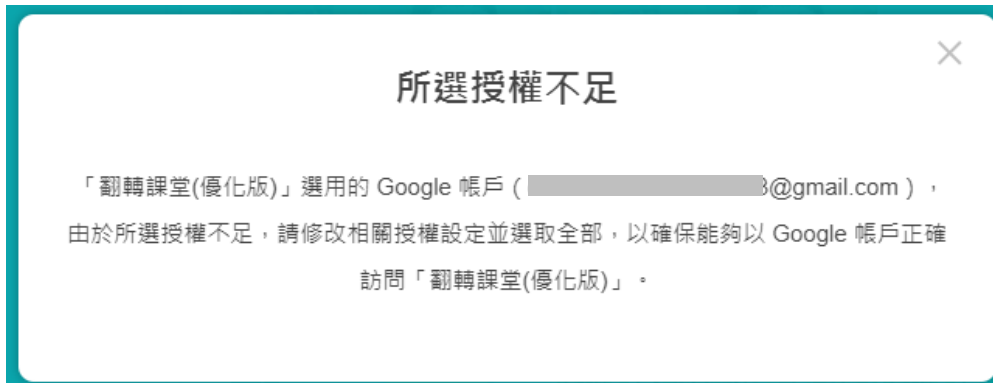 所選授權不足
「翻轉課堂(優化版)」選用的 Google 帳戶（ 3@gmail.com），
由於所選授權不足，請修改相關授權設定並選取全部，以確保能夠以 Google 帳戶正確
訪問「翻轉課堂(優化版)」。